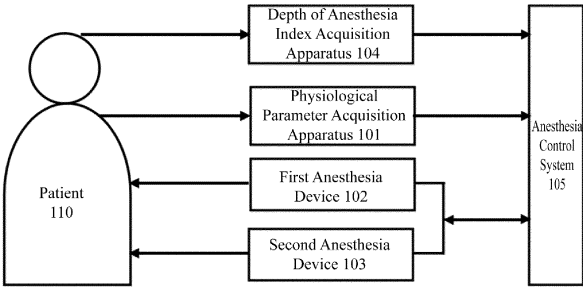 Depth of Anesthesia
Index Acquisition
Apparatus 104
Physiological
Parameter Acquisition
Apparatus 101
First Anesthesia
Device 102
Second Anesthesia
Device 103
Patient
110
Anesthesia
Control
System
105